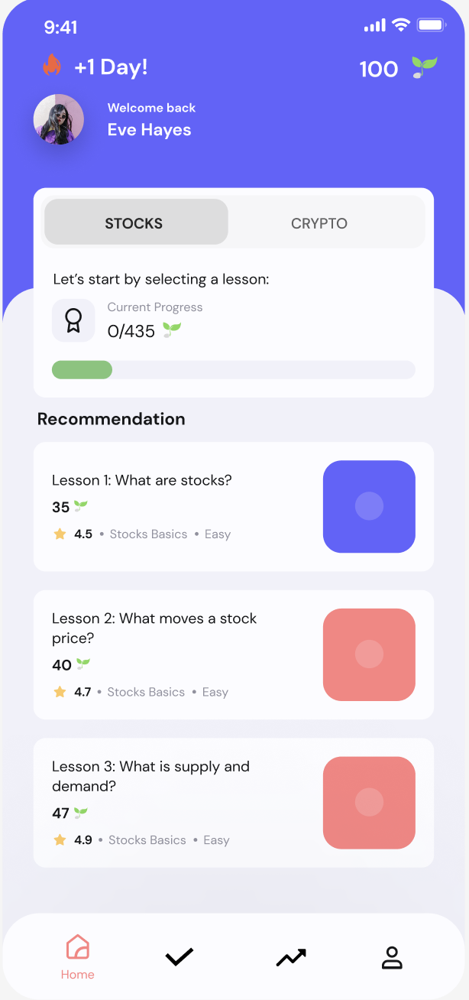 9:41
+1 Day!
100
Welcome back
Eve Hayes
STOCKS
CRYPTO
Let’s start by selecting a lesson:
Current Progress
0/435
Recommendation
Lesson 1: What are stocks?
35
4.5 • Stocks Basics • Easy
Lesson 2: What moves a stock
price?
40
4.7 • Stocks Basics • Easy
Lesson 3: What is supply and
demand?
47
4.9 • Stocks Basics • Easy
Home